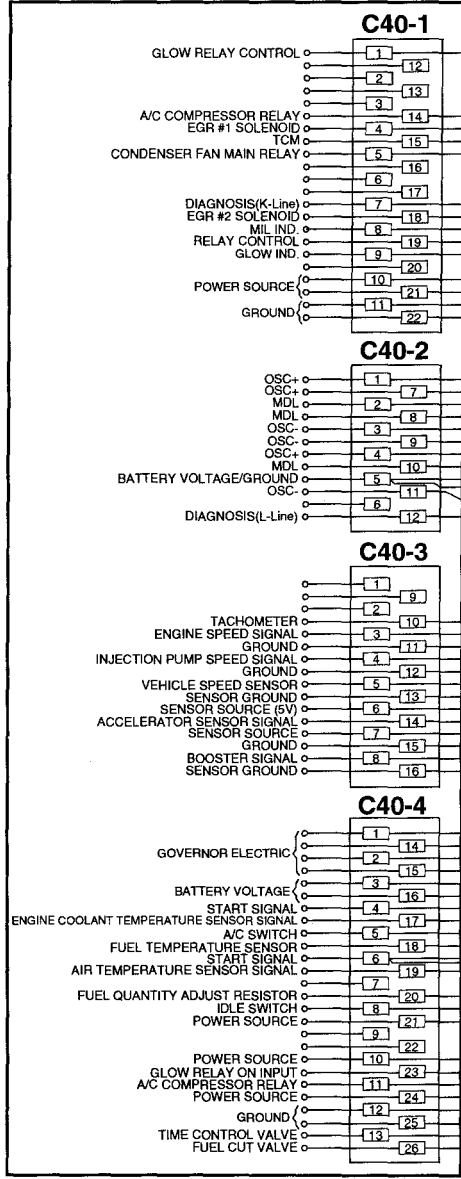 C40-1
GLOW RELAY CONTROL 1
12
2
13
3
A/C COMPRESSOR RELAY 14
EGR #1 SOLENOID 4
TCM 15
CONDENSER FAN MAIN RELAY 5
16
6
17
DIAGNOSIS(K-Line) 7
EGR #2 SOLENOID 18
MIL IND. 8
RELAY CONTROL 19
GLOW IND. 9
20
POWER SOURCE 10
21
GROUND 11
22
C40-2
OSC+ 1
OSC+ 7
MDL 2
MDL 8
OSC- 3
OSC- 9
OSC+ 4
MDL 10
BATTERY VOLTAGE/GROUND 5
OSC- 11
6
DIAGNOSIS(L-Line) 12
C40-3
1
9
2
TACHOMETER 10
ENGINE SPEED SIGNAL 3
GROUND 11
INJECTION PUMP SPEED SIGNAL 4
GROUND 12
VEHICLE SPEED SENSOR 5
SENSOR GROUND 13
SENSOR SOURCE (5V) 6
ACCELERATOR SENSOR SIGNAL 14
SENSOR SOURCE 7
GROUND 15
BOOSTER SIGNAL 8
SENSOR GROUND 16
C40-4
1
GOVERNOR ELECTRIC 14
2
15
BATTERY VOLTAGE 3
16
START SIGNAL 4
ENGINE COOLANT TEMPERATURE SENSOR SIGNAL 17
A/C SWITCH 5
FUEL TEMPERATURE SENSOR 18
START SIGNAL 6
AIR TEMPERATURE SENSOR SIGNAL 19
7
FUEL QUANTITY ADJUST RESISTOR 20
IDLE SWITCH 8
POWER SOURCE 21
9
22
POWER SOURCE 10
GLOW RELAY ON INPUT 23
A/C COMPRESSOR RELAY 11
POWER SOURCE 24
GROUND 12
25
TIME CONTROL VALVE 13
FUEL CUT VALVE 26